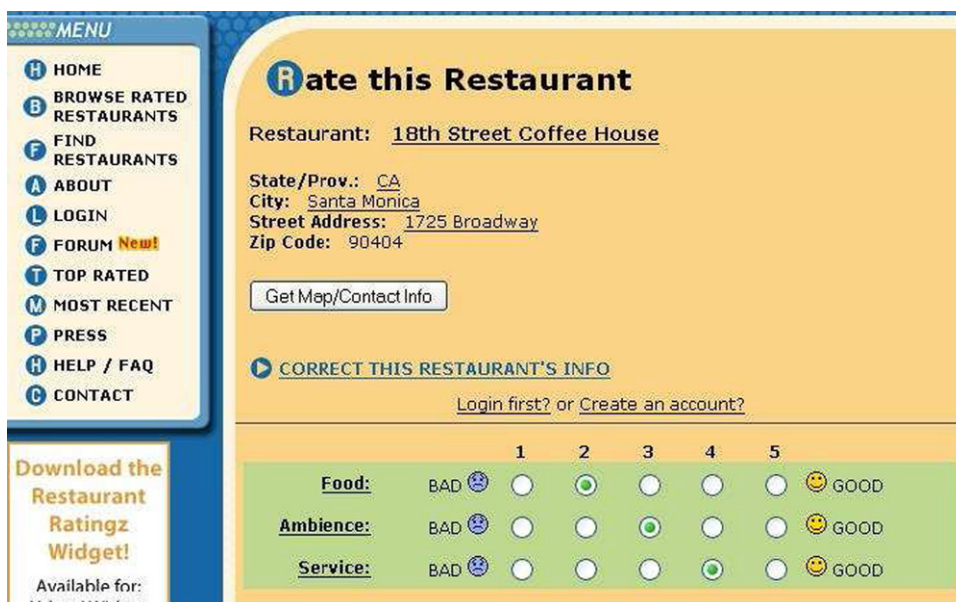 MENU
H HOME
B BROWSE RATED
RESTAURANTS
F FIND
RESTAURANTS
A ABOUT
L LOGIN
F FORUM New!
T TOP RATED
M MOST RECENT
P PRESS
H HELP / FAQ
C CONTACT
Download the
Restaurant
Ratingz
Widget!
Available for:
Rate this Restaurant
Restaurant: 18th Street Coffee House
State/Prov.: CA
City: Santa Monica
Street Address: 1725 Broadway
Zip Code: 90404
Get Map/Contact Info
CORRECT THIS RESTAURANT'S INFO
Login first? or Create an account?
1 2 3 4 5
Food: BAD GOOD
Ambience: BAD GOOD
Service: BAD GOOD